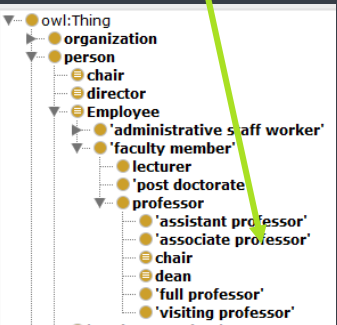 owl:Thing
organization
person
chair
director
Employee
'administrative staff worker'
'faculty member'
lecturer
'post doctorate'
professor
'assistant professor'
'associate professor'
chair
dean
'full professor'
'visiting professor'